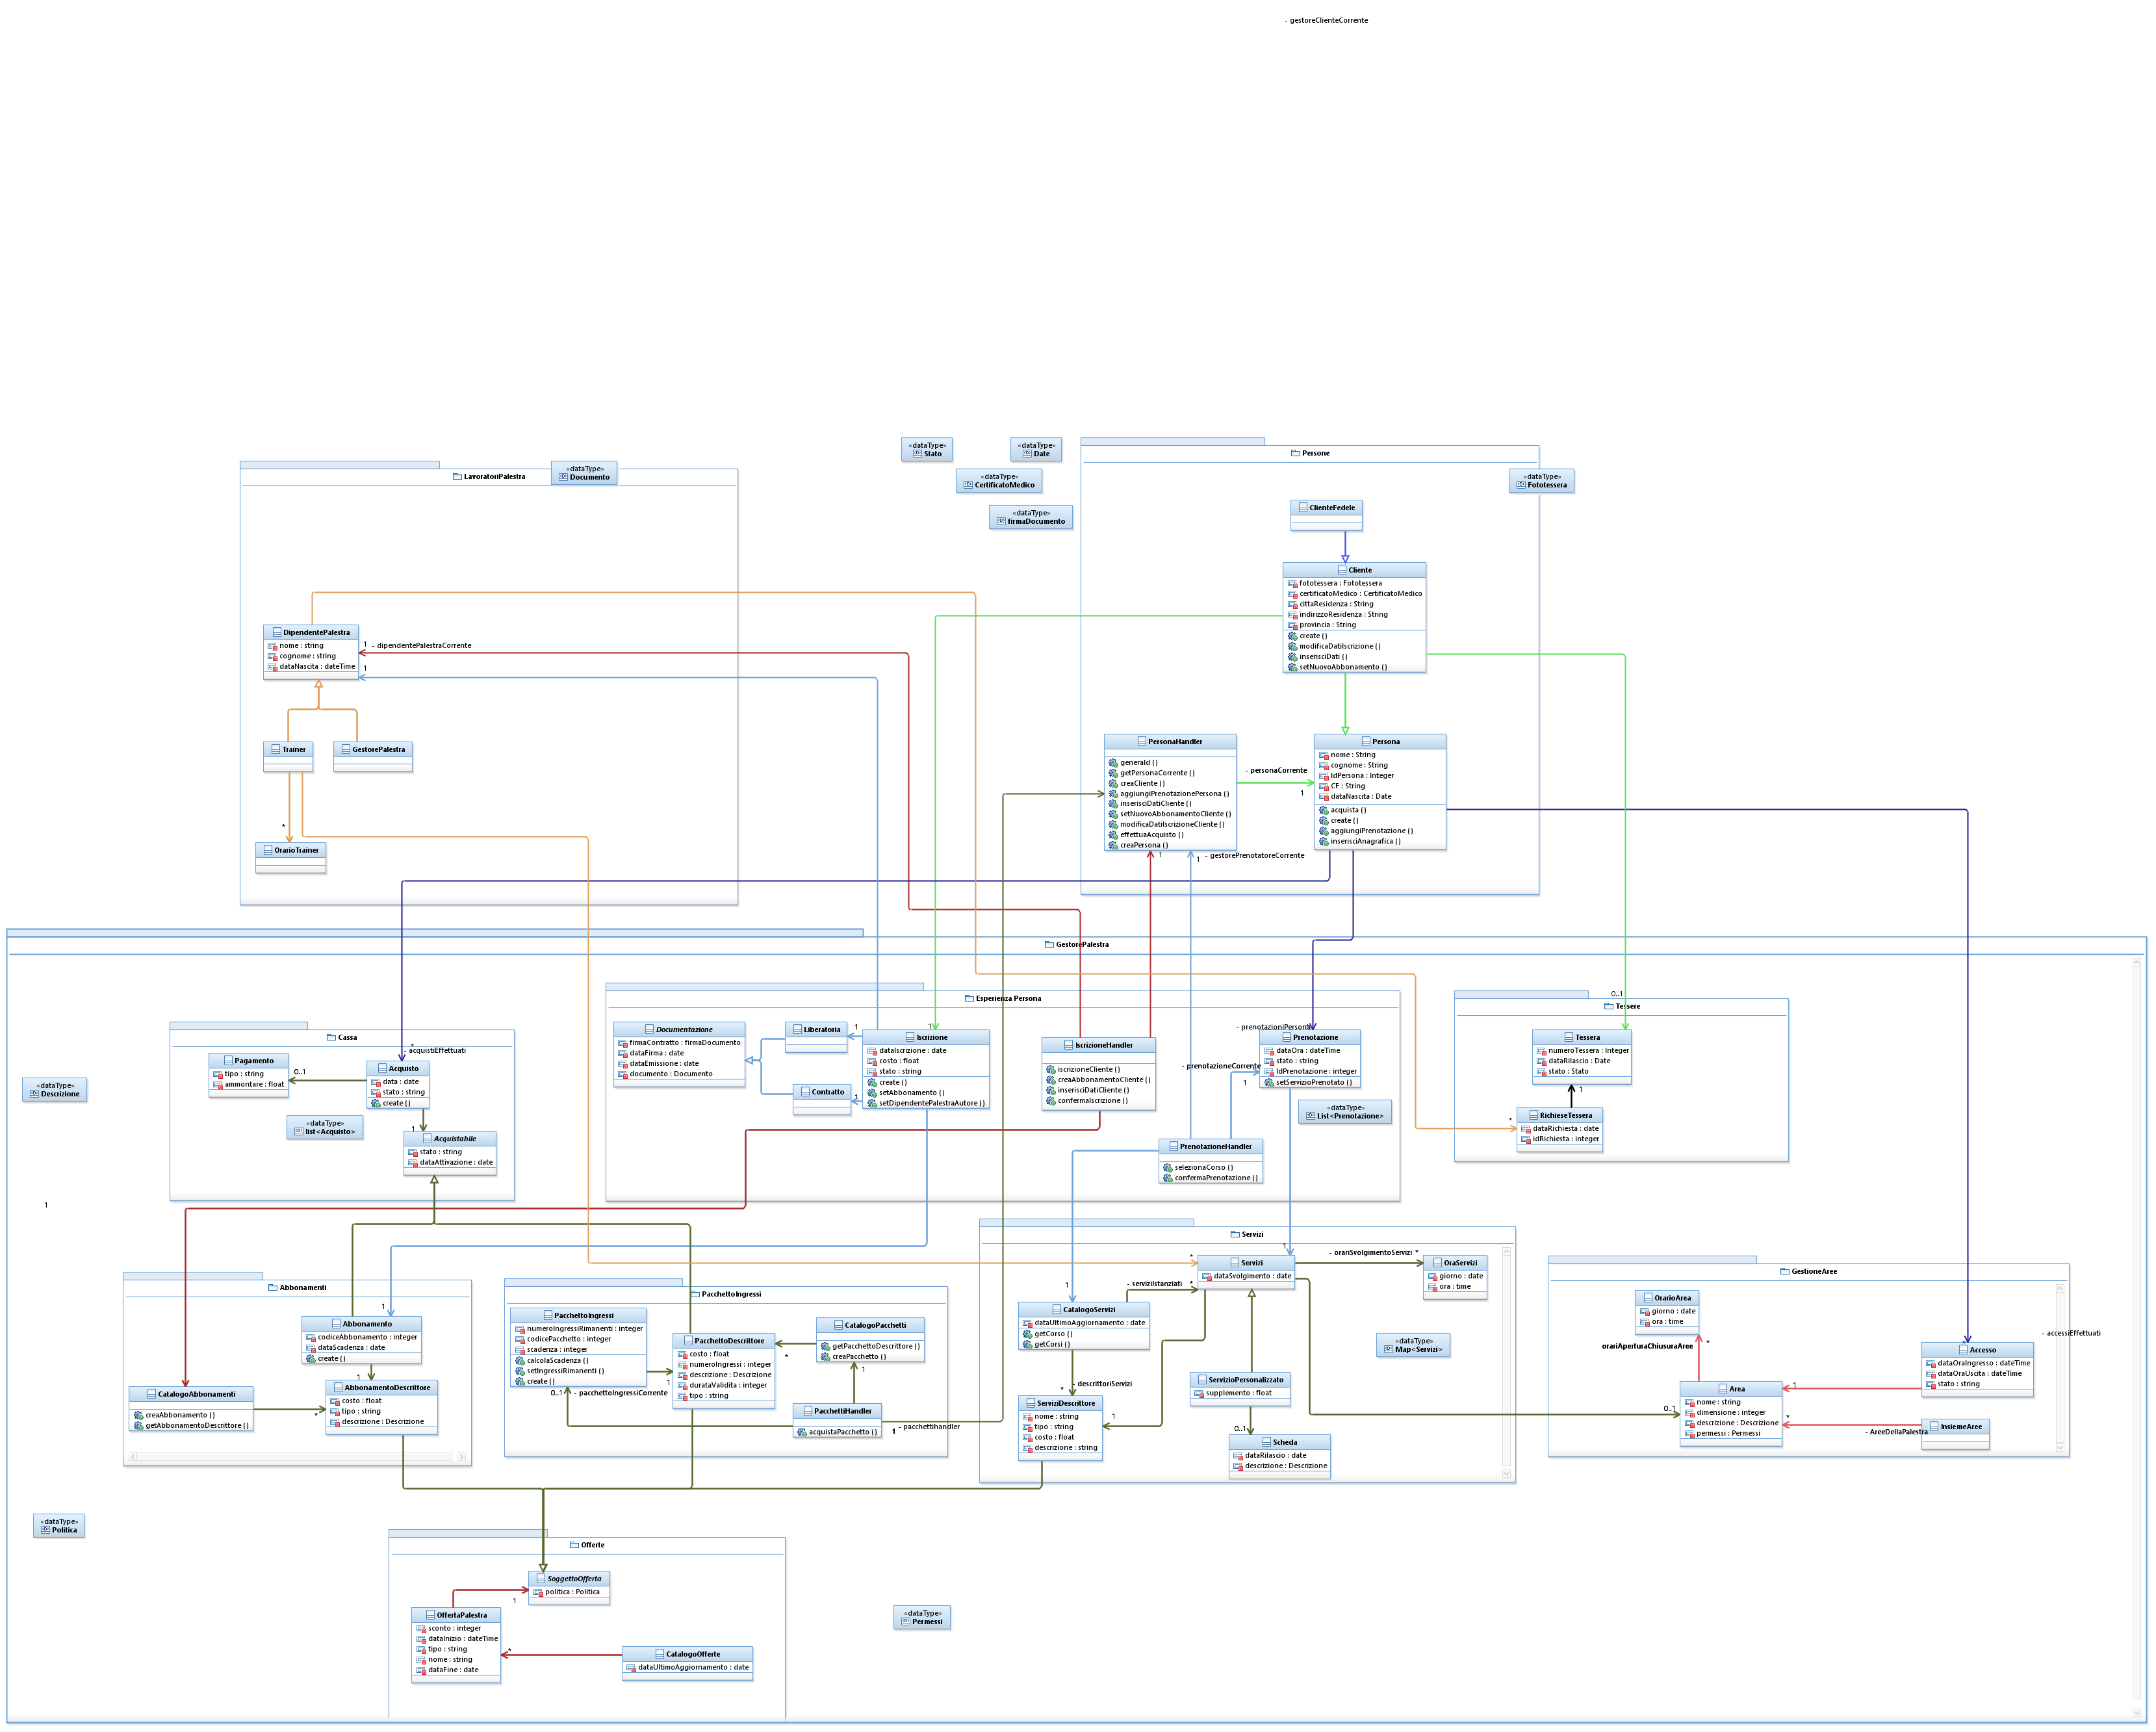 - gestoreClienteCorrente
«dataType»
Stato
«dataType»
Date
«dataType»
CertificatoMedico
«dataType»
firmaDocumento
LavoratoriPalestra
«dataType»
Documento
DipendentePalestra
nome : string
cognome : string
dataNascita : dateTime
1
- dipendentePalestraCorrente
1
Trainer
GestorePalestra
*
OrarioTrainer
Persone
«dataType»
Fototessera
ClienteFedele
Cliente
fototessera : Fototessera
certificatoMedico : CertificatoMedico
cittaResidenza : String
indirizzoResidenza : String
provincia : String
create ( )
modificaDatiIscrizione ( )
inserisciDati ( )
setNuovoAbbonamento ( )
PersonaHandler
generaId ( )
getPersonaCorrente ( )
creaCliente ( )
aggiungiPrenotazionePersona ( )
inserisciDatiCliente ( )
setNuovoAbbonamentoCliente ( )
modificaDatiIscrizioneCliente ( )
effettuaAcquisto ( )
creaPersona ( )
- personaCorrente
1
Persona
nome : String
cognome : String
IdPersona : Integer
CF : String
dataNascita : Date
acquista ( )
create ( )
aggiungiPrenotazione ( )
inserisciAnagrafica ( )
1
1
- gestorePrenotatoreCorrente
GestorePalestra
«dataType»
Descrizione
1
Cassa
Pagamento
tipo : string
ammontare : float
0..1
*
- acquistiEffettuati
Acquisto
data : date
stato : string
create ( )
«dataType»
list<Acquisto>
1
Acquistabile
stato : string
dataAttivazione : date
Esperienza Persona
Documentazione
firmaContratto : firmaDocumento
dataFirma : date
dataEmissione : date
documento : Documento
Liberatoria
1
Contratto
1
1
Iscrizione
dataIscrizione : date
costo : float
stato : string
create ( )
setAbbonamento ( )
setDipendentePalestraAutore ( )
IscrizioneHandler
iscrizioneCliente ( )
creaAbbonamentoCliente ( )
inserisciDatiCliente ( )
confermaIscrizione ( )
Prenotazione
dataOra : dateTime
stato : string
IdPrenotazione : integer
setServizioPrenotato ( )
- prenotazioneCorrente
1
«dataType»
List<Prenotazione>
PrenotazioneHandler
selezionaCorso ( )
confermaPrenotazione ( )
Tessere
0..1
Tessera
numeroTessera : Integer
dataRilascio : Date
stato : Stato
1
*
RichieseTessera
dataRichiesta : date
idRichiesta : integer
Abbonamenti
1
Abbonamento
codiceAbbonamento : integer
dataScadenza : date
create ( )
1
AbbonamentoDescrittore
costo : float
tipo : string
descrizione : Descrizione
CatalogoAbbonamenti
creaAbbonamento ( )
getAbbonamentoDescrittore ( )
*
PacchettoIngressi
PacchettoIngressi
numeroIngressiRimanenti : integer
codicePacchetto : integer
scadenza : integer
calcolaScadenza ( )
setIngressiRimanenti ( )
create ( )
0..1
- pacchettoIngressiCorrente
1
PacchettoDescrittore
costo : float
numeroIngressi : integer
descrizione : Descrizione
durataValidita : integer
tipo : string
*
CatalogoPacchetti
getPacchettoDescrittore ( )
creaPacchetto ( )
1
PacchettiHandler
acquistaPacchetto ( )
1
- pacchettihandler
Servizi
1
*
Servizi
dataSvolgimento : date
- orariSvolgimentoServizi *
OraServizi
giorno : date
ora : time
- serviziIstanziati
*
1
CatalogoServizi
dataUltimoAggiornamento : date
getCorso ( )
getCorsi ( )
«dataType»
Map<Servizi>
- descrittoriServizi
*
ServiziDescrittore
nome : string
tipo : string
costo : float
descrizione : string
1
ServizioPersonalizzato
supplemento : float
0..1
Scheda
dataRilascio : date
descrizione : Descrizione
GestioneAree
OrarioArea
giorno : date
ora : time
orariAperturaChiusuraAree
*
Area
nome : string
dimensione : integer
descrizione : Descrizione
permessi : Permessi
0..1
1
*
- AreeDellaPalestra
- accessiEffettuati
*
Accesso
dataOraIngresso : dateTime
dataOraUscita : dateTime
stato : string
InsiemeAree
«dataType»
Politica
Offerte
SoggettoOfferta
politica : Politica
1
OffertaPalestra
sconto : integer
dataInizio : dateTime
tipo : string
nome : string
dataFine : date
*
CatalogoOfferte
dataUltimoAggiornamento : date
«dataType»
Permessi